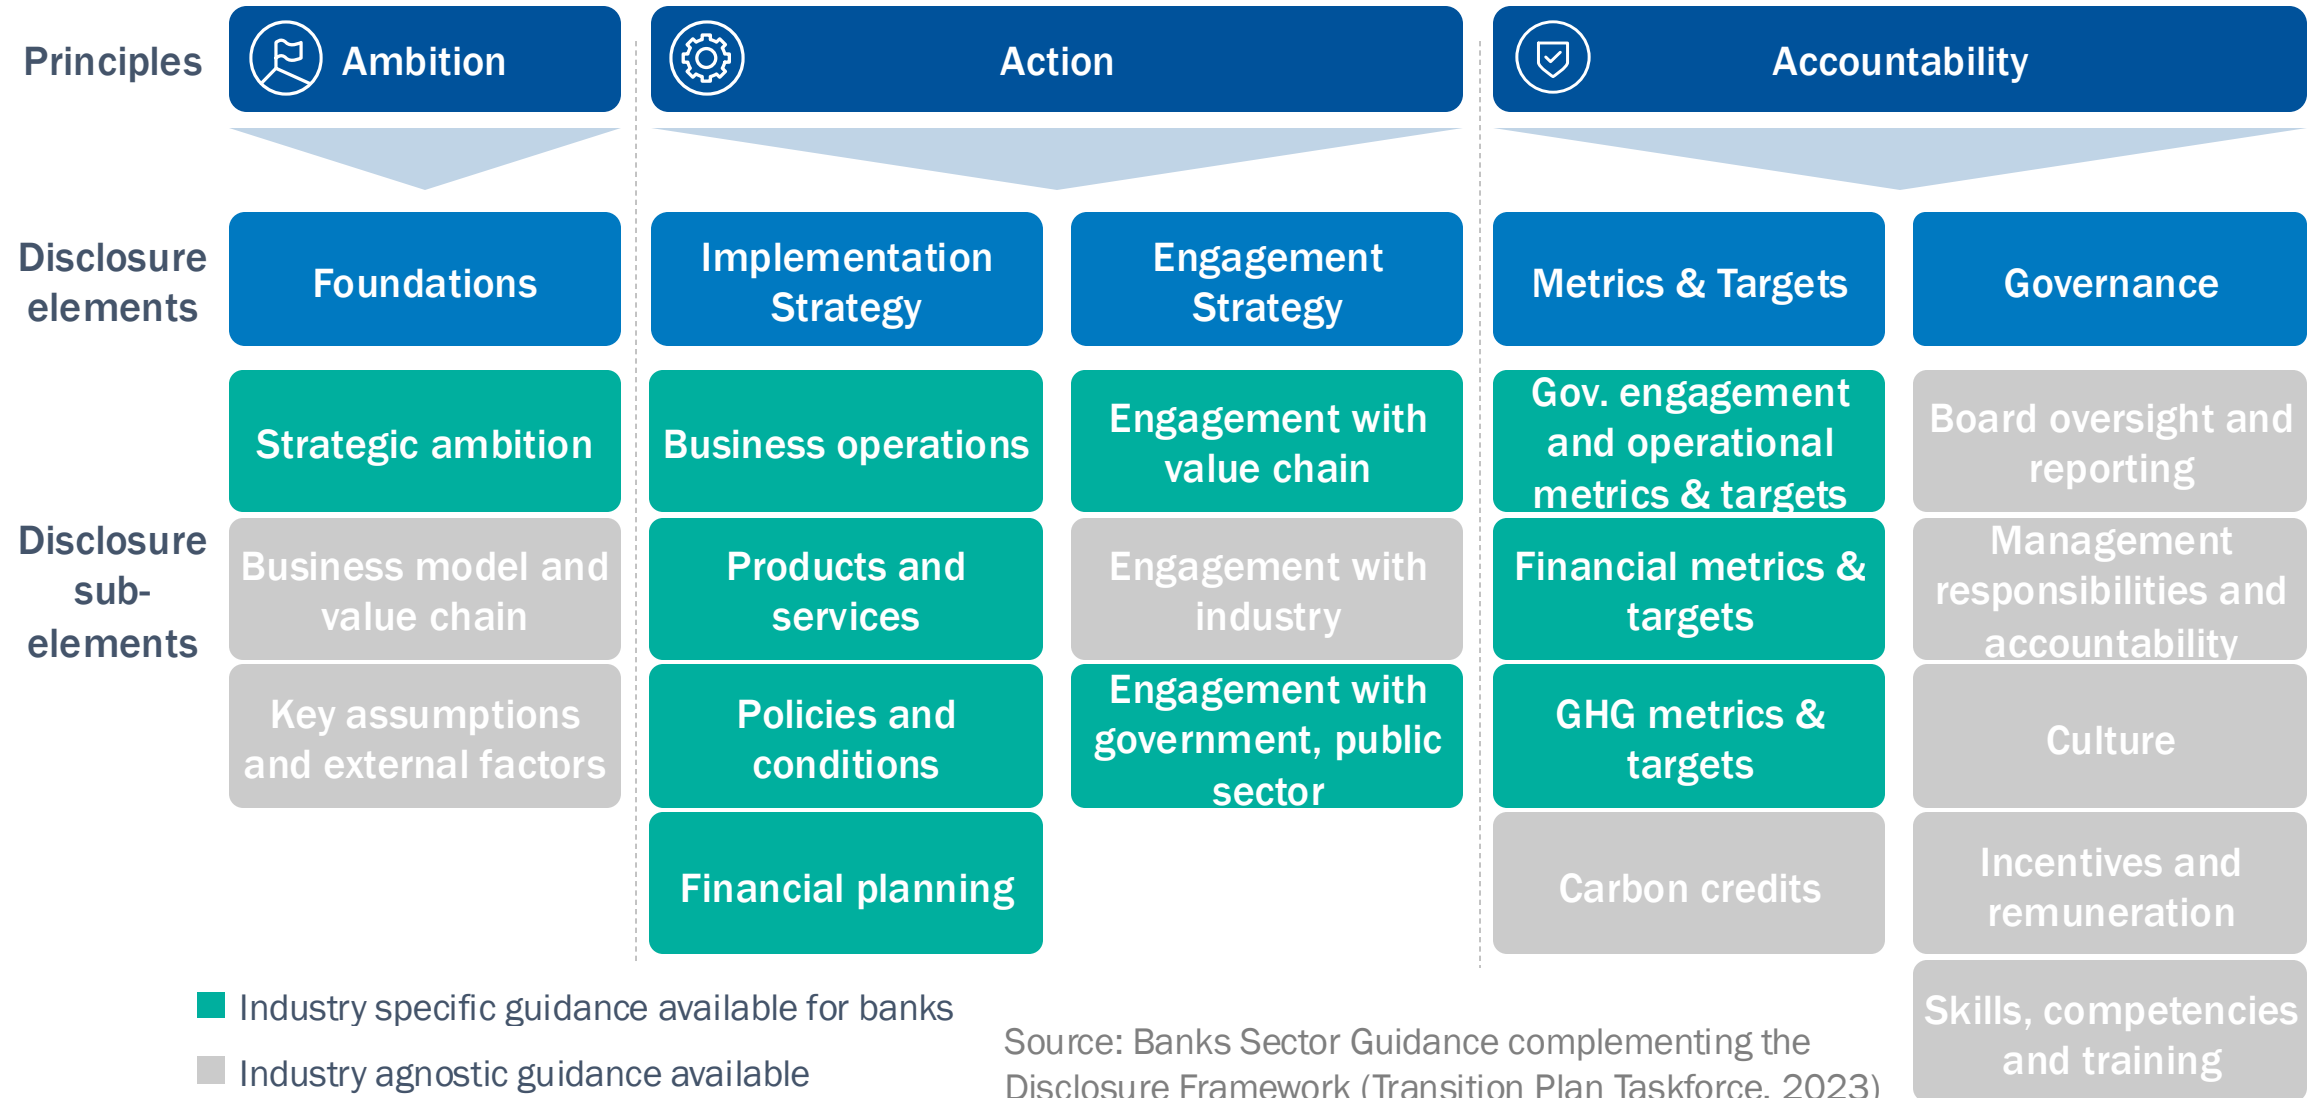 Principles
Ambition
Action
Accountability
Disclosure
elements
Foundations
Implementation
Strategy
Engagement
Strategy
Metrics & Targets
Governance
Disclosure
sub-
elements
Strategic ambition
Business model and
value chain
Key assumptions
and external factors
Business operations
Products and
services
Policies and
conditions
Financial planning
Engagement with
value chain
Engagement with
industry
Engagement with
government, public
sector
Gov. engagement
and operational
metrics & targets
Financial metrics &
targets
GHG metrics &
targets
Carbon credits
Board oversight and
reporting
Management
responsibilities and
accountability
Culture
Incentives and
remuneration
Skills, competencies
and training
Industry specific guidance available for banks
Industry agnostic guidance available
Source: Banks Sector Guidance complementing the
Disclosure Framework (Transition Plan Taskforce, 2023)